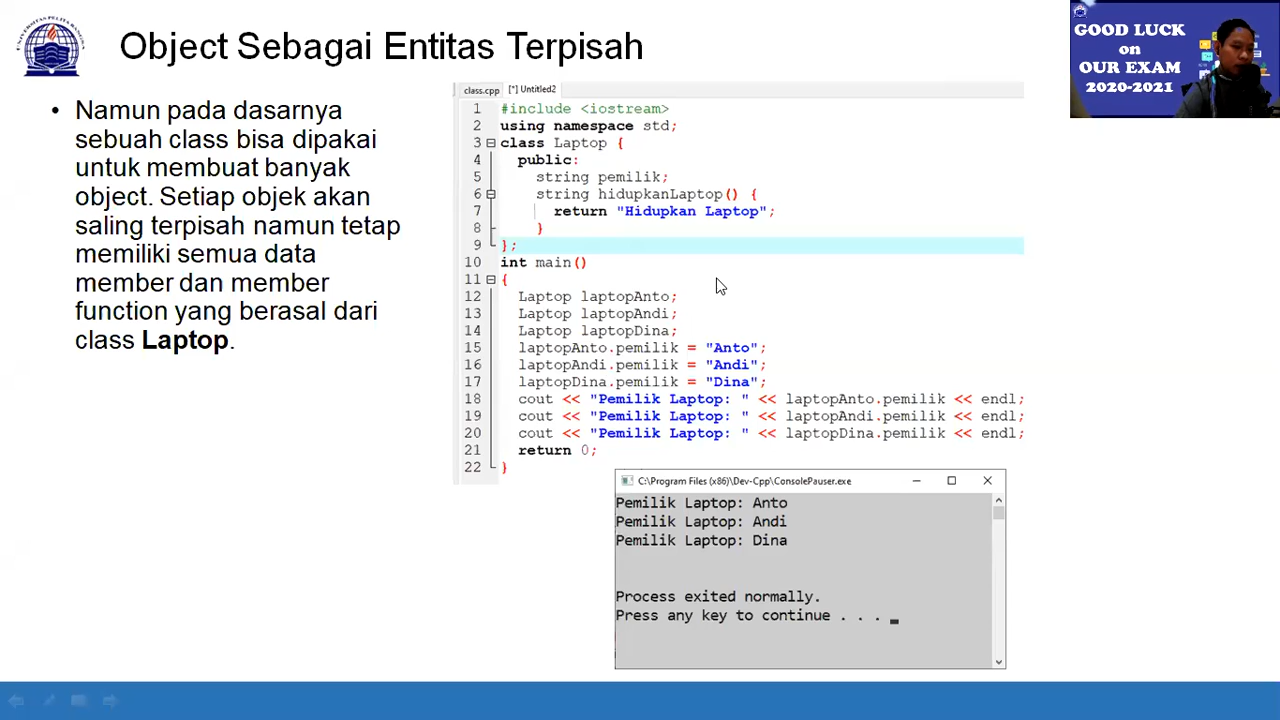 Object Sebagai Entitas Terpisah
• Namun pada dasarnya
sebuah class bisa dipakai
untuk membuat banyak
object. Setiap objek akan
saling terpisah namun tetap
memiliki semua data
member dan member
function yang berasal dari
class Laptop.
class.cpp [*] Untitled2
1 #include <iostream>
2 using namespace std;
3 class Laptop {
4 public:
5 string pemilik;
6 string hidupkanLaptop() {
7 return "Hidupkan Laptop";
8 }
9 };
10 int main()
11 {
12 Laptop laptopAnto;
13 Laptop laptopAndi;
14 Laptop laptopDina;
15 laptopAnto.pemilik = "Anto";
16 laptopAndi.pemilik = "Andi";
17 laptopDina.pemilik = "Dina";
18 cout << "Pemilik Laptop: " << laptopAnto.pemilik << endl;
19 cout << "Pemilik Laptop: " << laptopAndi.pemilik << endl;
20 cout << "Pemilik Laptop: " << laptopDina.pemilik << endl;
21 return 0;
22 }
C:\Program Files (x86)\Dev-Cpp\ConsolePauser.exe
Pemilik Laptop: Anto
Pemilik Laptop: Andi
Pemilik Laptop: Dina
Process exited normally.
Press any key to continue . . . _
GOOD LUCK
on
OUR EXAM
2020-2021
UNIVERSITAS PELITA BANGSA